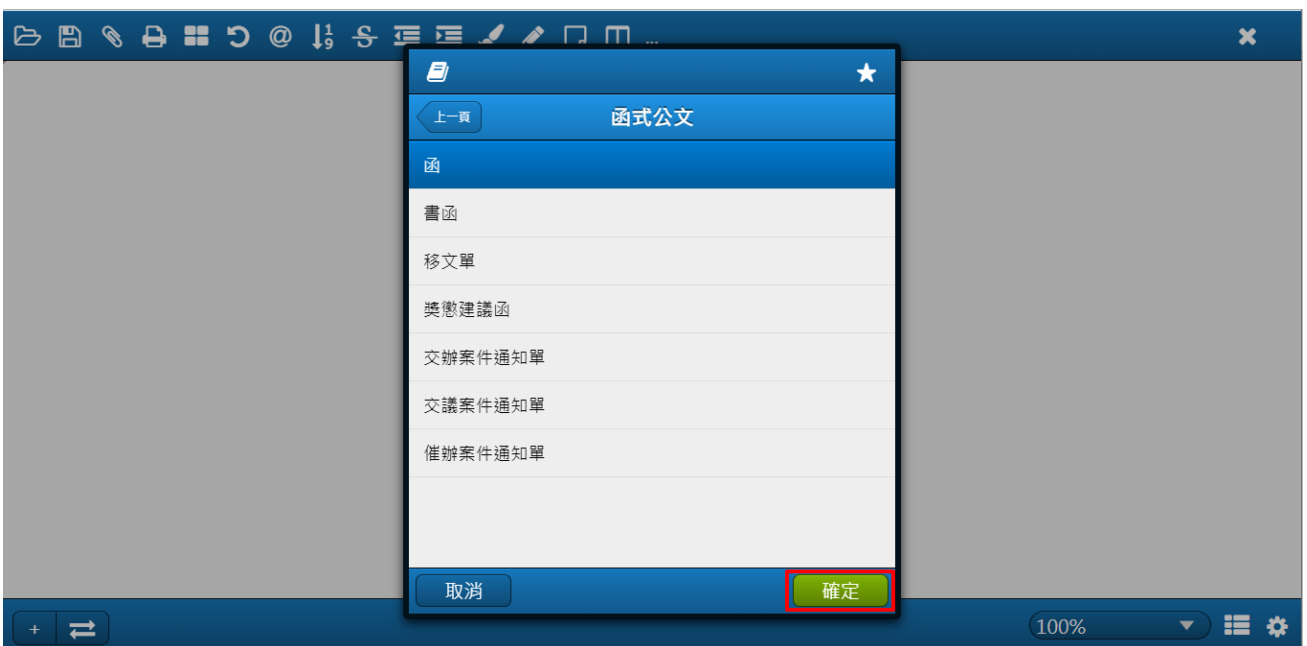 @
...
上一頁
函式公文
函
書函
移文單
獎懲建議函
交辦案件通知單
交議案件通知單
催辦案件通知單
取消
確定
+
100%